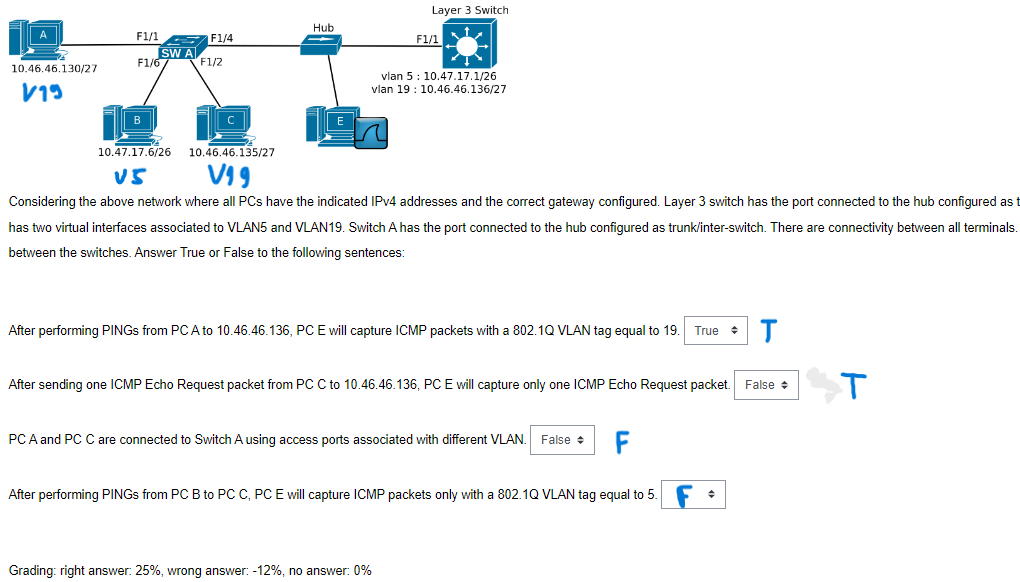 Layer 3 Switch
Hub
A
F1/1
F1/4
F1/1
SW A
F1/6
F1/2
10.46.46.130/27
V19
vlan 5 : 10.47.17.1/26
vlan 19 : 10.46.46.136/27
B
C
E
10.47.17.6/26
10.46.46.135/27
V5
V19
Considering the above network where all PCs have the indicated IPv4 addresses and the correct gateway configured. Layer 3 switch has the port connected to the hub configured as t
has two virtual interfaces associated to VLAN5 and VLAN19. Switch A has the port connected to the hub configured as trunk/inter-switch. There are connectivity between all terminals.
between the switches. Answer True or False to the following sentences:
After performing PINGs from PC A to 10.46.46.136, PC E will capture ICMP packets with a 802.1Q VLAN tag equal to 19. True T
After sending one ICMP Echo Request packet from PC C to 10.46.46.136, PC E will capture only one ICMP Echo Request packet. False T
PC A and PC C are connected to Switch A using access ports associated with different VLAN. False F
After performing PINGs from PC B to PC C, PC E will capture ICMP packets only with a 802.1Q VLAN tag equal to 5. F
Grading: right answer: 25%, wrong answer: -12%, no answer: 0%